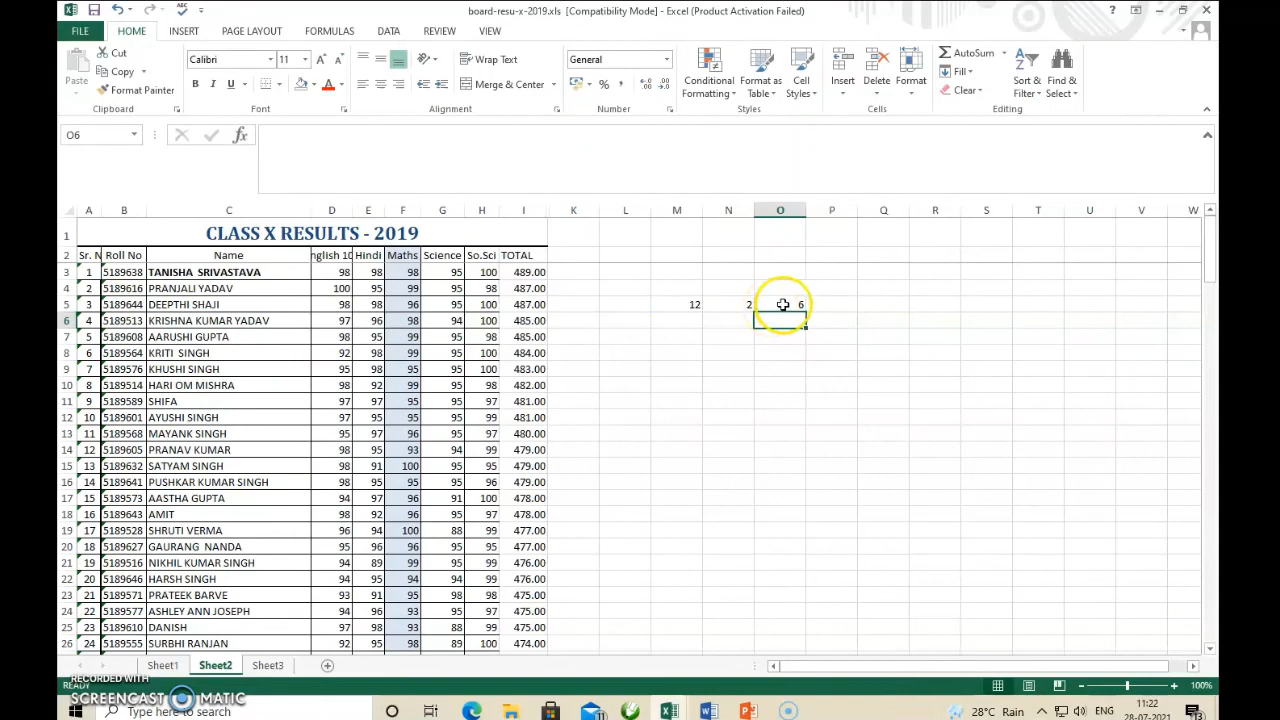 board-resu-x-2019.xls [Compatibility Mode] - Excel (Product Activation Failed)
FILE HOME INSERT PAGE LAYOUT FORMULAS DATA REVIEW VIEW
Cut
Copy
Format Painter
Paste
Clipboard
Calibri 11
B I U
Font
Wrap Text
Merge & Center
Alignment
General
Number
Conditional Formatting
Format as Table
Cell Styles
Styles
Insert Delete Format
Cells
AutoSum
Fill
Clear
Sort & Filter
Find & Select
Editing
O6
A B C D E F G H I K L M N O P Q R S T U V W
1 CLASS X RESULTS - 2019
2 Sr. N Roll No Name nglish 10 Hindi Maths Science So.Sci TOTAL
3 1 5189638 TANISHA SRIVASTAVA 98 98 98 95 100 489.00
4 2 5189616 PRANJALI YADAV 100 95 99 95 98 487.00
5 3 5189644 DEEPTHI SHAJI 98 98 96 95 100 487.00 12 2 6
6 4 5189513 KRISHNA KUMAR YADAV 97 96 98 94 100 485.00
7 5 5189608 AARUSHI GUPTA 98 95 99 95 98 485.00
8 6 5189564 KRITI SINGH 92 98 99 95 100 484.00
9 7 5189576 KHUSHI SINGH 95 98 95 95 100 483.00
10 8 5189514 HARI OM MISHRA 98 92 99 95 98 482.00
11 9 5189589 SHIFA 97 97 95 95 97 481.00
12 10 5189601 AYUSHI SINGH 97 95 95 95 99 481.00
13 11 5189568 MAYANK SINGH 95 97 96 95 97 480.00
14 12 5189605 PRANAV KUMAR 98 95 93 94 99 479.00
15 13 5189632 SATYAM SINGH 98 91 100 95 95 479.00
16 14 5189641 PUSHKAR KUMAR SINGH 98 95 95 95 96 479.00
17 15 5189573 AASTHA GUPTA 94 97 96 91 100 478.00
18 16 5189643 AMIT 98 92 96 95 97 478.00
19 17 5189528 SHRUTI VERMA 96 94 100 88 99 477.00
20 18 5189627 GAURANG NANDA 95 96 96 95 95 477.00
21 19 5189516 NIKHIL KUMAR SINGH 94 89 99 95 99 476.00
22 20 5189646 HARSH SINGH 94 95 94 94 99 476.00
23 21 5189571 PRATEEK BARVE 93 91 95 98 98 475.00
24 22 5189577 ASHLEY ANN JOSEPH 94 96 93 95 97 475.00
25 23 5189610 DANISH 97 98 93 88 99 475.00
26 24 5189555 SURBHI RANJAN 92 95 98 89 100 474.00
Sheet1 Sheet2 Sheet3
READY 100%
RECORDED WITH
SCREENCAST MATIC
Type here to search
28°C Rain
11:22
28-07-2021